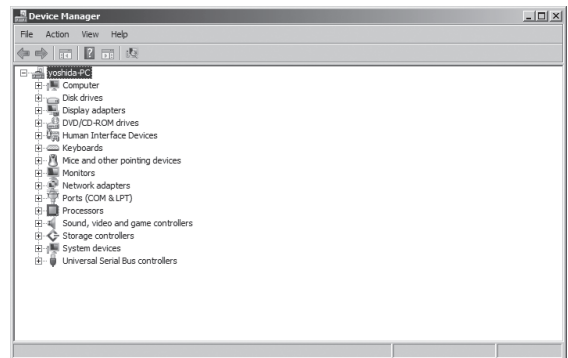 Device Manager
File Action View Help
yoshida-PC
Computer
Disk drives
Display adapters
DVD/CD-ROM drives
Human Interface Devices
Keyboards
Mice and other pointing devices
Monitors
Network adapters
Ports (COM & LPT)
Processors
Sound, video and game controllers
Storage controllers
System devices
Universal Serial Bus controllers